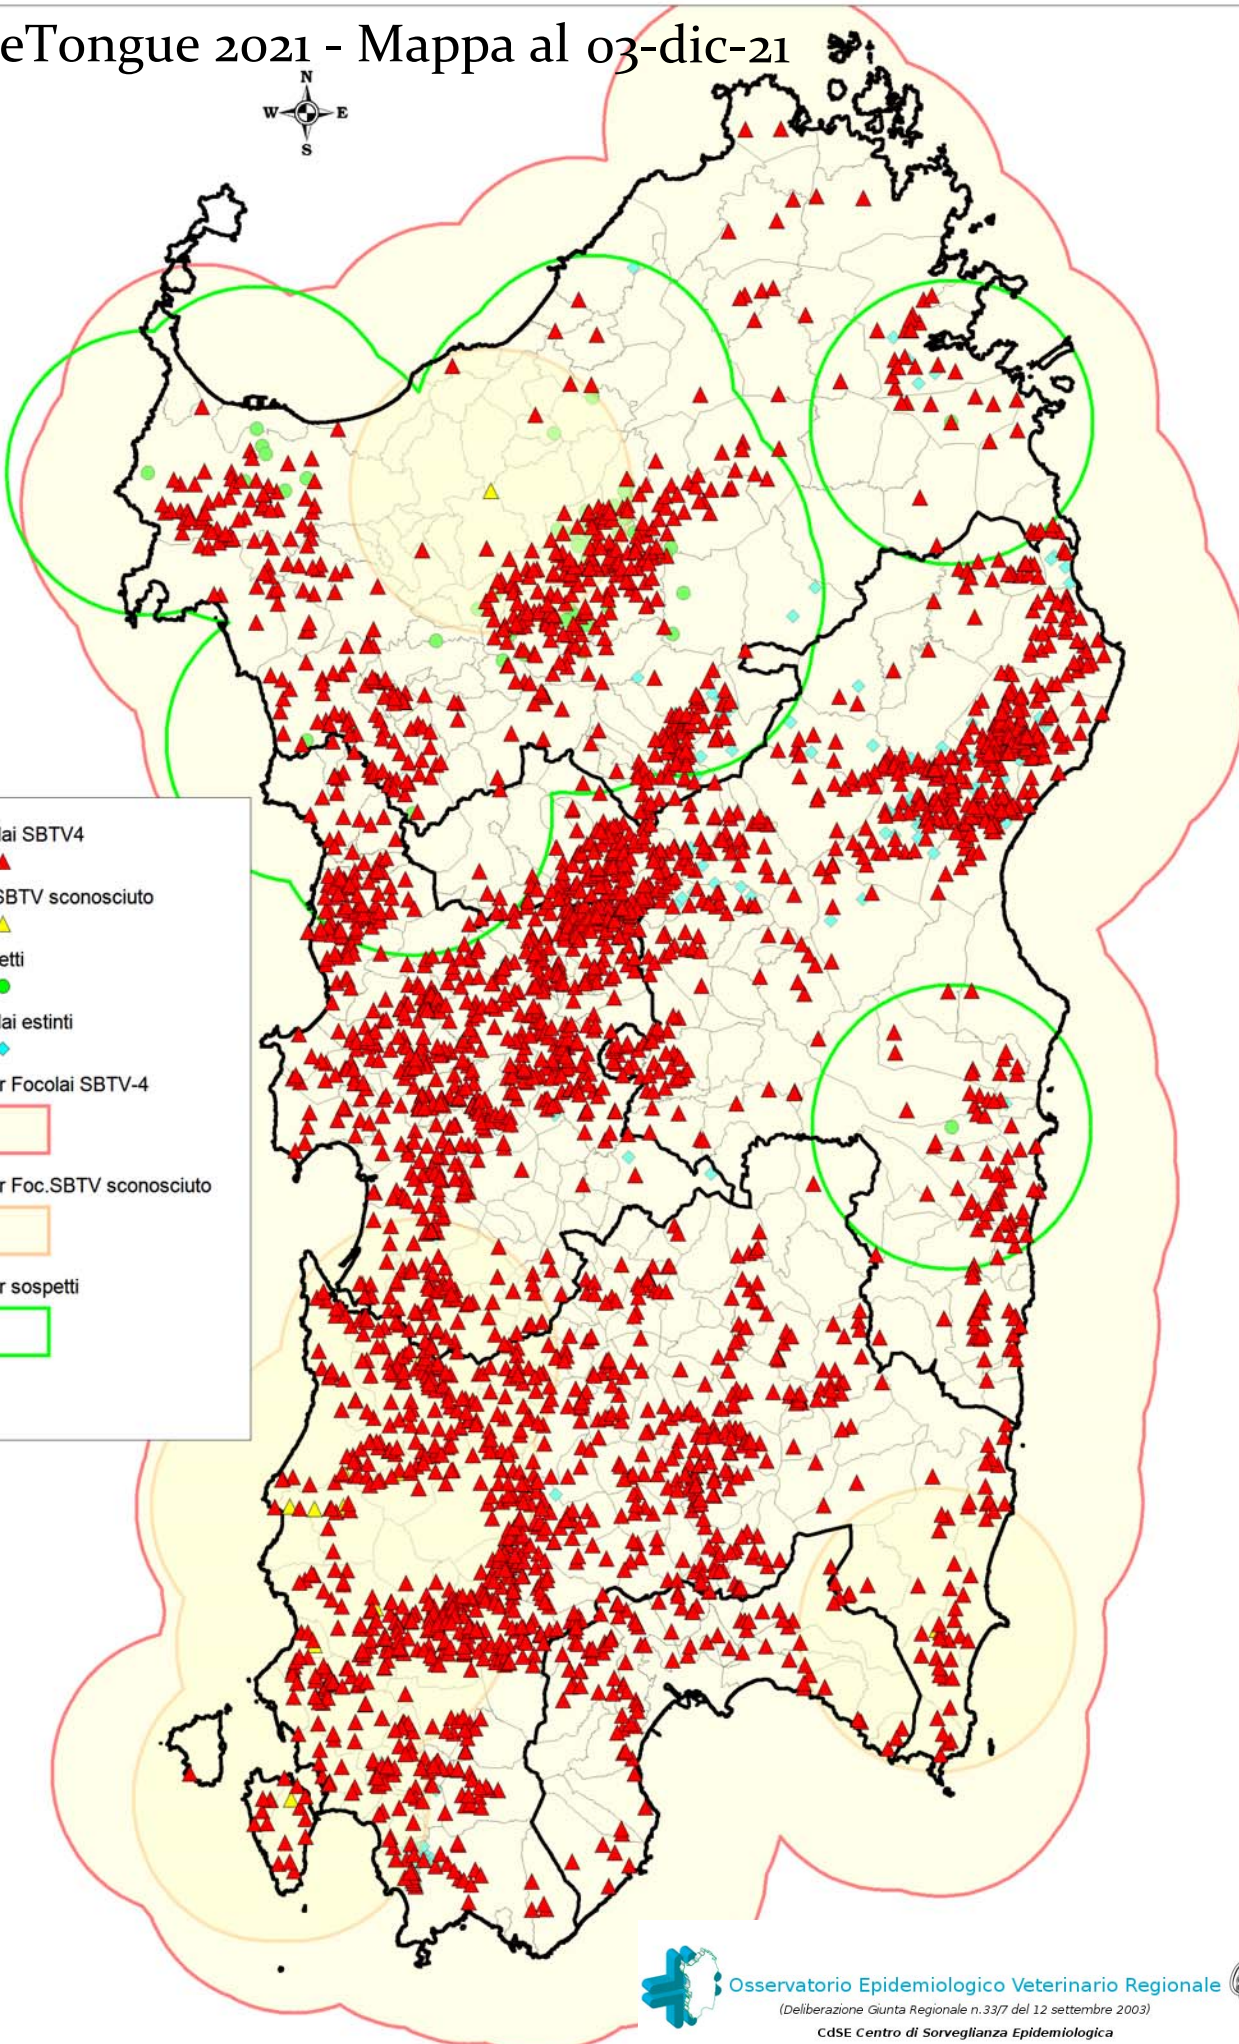 eTongue 2021 - Mappa al 03-dic-21
N
W E
S
lai SBTV4
SBTV sconosciuto
etti
lai estinti
r Focolai SBTV-4
r Foc.SBTV sconosciuto
r sospetti
Osservatorio Epidemiologico Veterinario Regionale
(Deliberazione Giunta Regionale n.33/7 del 12 settembre 2003)
CdSE Centro di Sorveglianza Epidemiologica